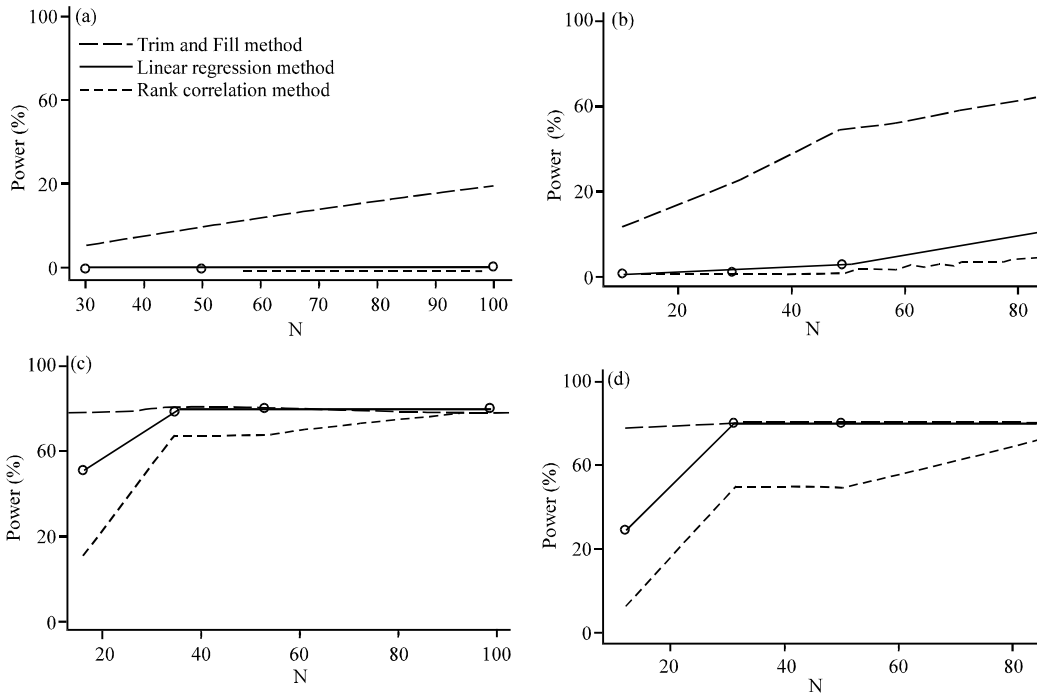 (a)
100
60
20
0
Power (%)
Trim and Fill method
Linear regression method
Rank correlation method
30 40 50 60 70 80 90 100
N
(b)
100
60
20
0
Power (%)
20 40 60 80
N
(c)
100
60
20
0
Power (%)
20 40 60 80 100
N
(d)
100
60
20
0
Power (%)
20 40 60 80
N